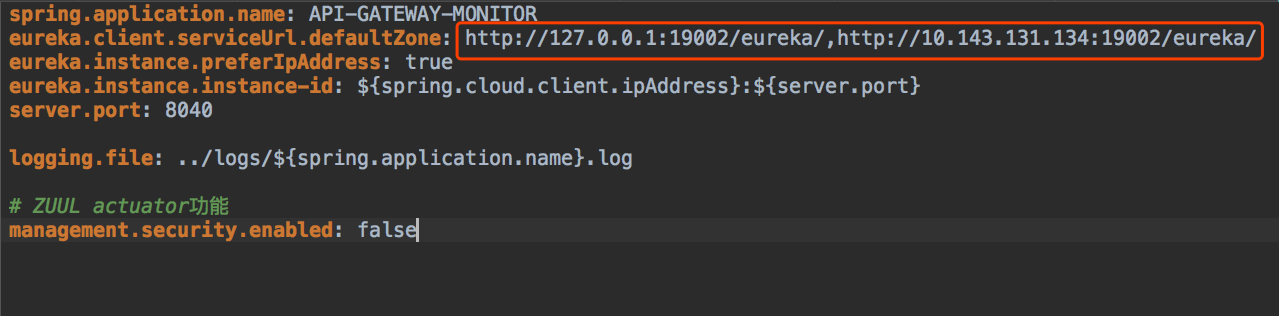 spring.application.name: API-GATEWAY-MONITOR
eureka.client.serviceUrl.defaultZone: http://127.0.0.1:19002/eureka/,http://10.143.131.134:19002/eureka/
eureka.instance.preferIpAddress: true
eureka.instance.instance-id: ${spring.cloud.client.ipAddress}:${server.port}
server.port: 8040
logging.file: ../logs/${spring.application.name}.log
# ZUUL actuator功能
management.security.enabled: false